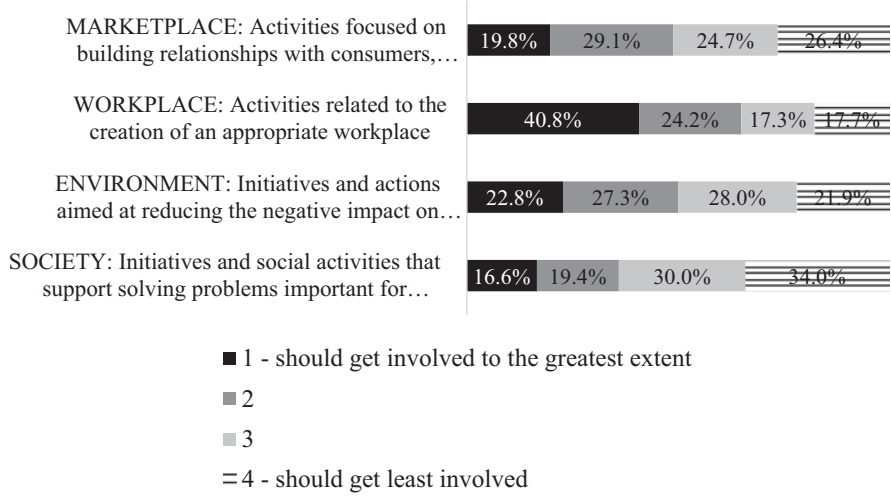 MARKETPLACE: Activities focused on
building relationships with consumers,…
19.8% 29.1% 24.7% 26.4%
WORKPLACE: Activities related to the
creation of an appropriate workplace
40.8% 24.2% 17.3% 17.7%
ENVIRONMENT: Initiatives and actions
aimed at reducing the negative impact on…
22.8% 27.3% 28.0% 21.9%
SOCIETY: Initiatives and social activities that
support solving problems important for…
16.6% 19.4% 30.0% 34.0%
1 - should get involved to the greatest extent
2
3
4 - should get least involved